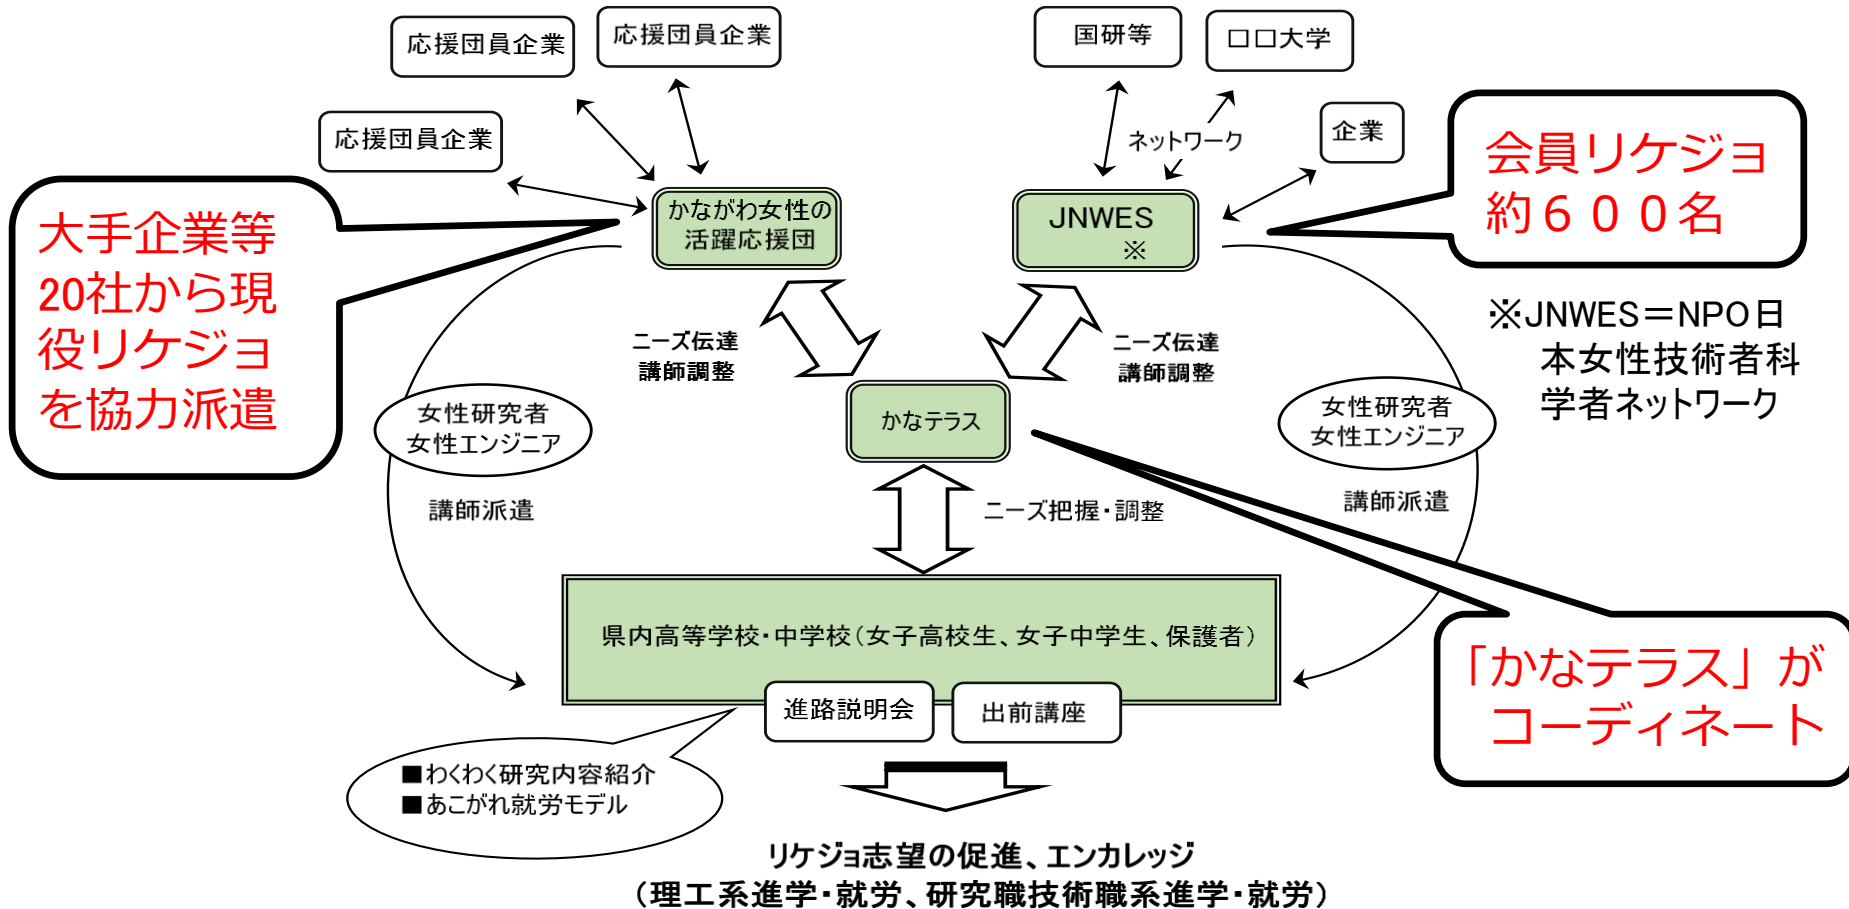 応援団員企業
応援団員企業
応援団員企業
国研等
□□大学
企業
ネットワーク
会員リケジョ
約６００名
大手企業等
20社から現
役リケジョ
を協力派遣
かながわ女性の
活躍応援団
JNWES
※
※JNWES＝NPO日
本女性技術者科
学者ネットワーク
ニーズ伝達
講師調整
ニーズ伝達
講師調整
かなテラス
女性研究者
女性エンジニア
講師派遣
女性研究者
女性エンジニア
講師派遣
ニーズ把握・調整
県内高等学校・中学校（女子高校生、女子中学生、保護者）
進路説明会
出前講座
「かなテラス」が
コーディネート
■わくわく研究内容紹介
■あこがれ就労モデル
リケジョ志望の促進、エンカレッジ
（理工系進学・就労、研究職技術職系進学・就労）